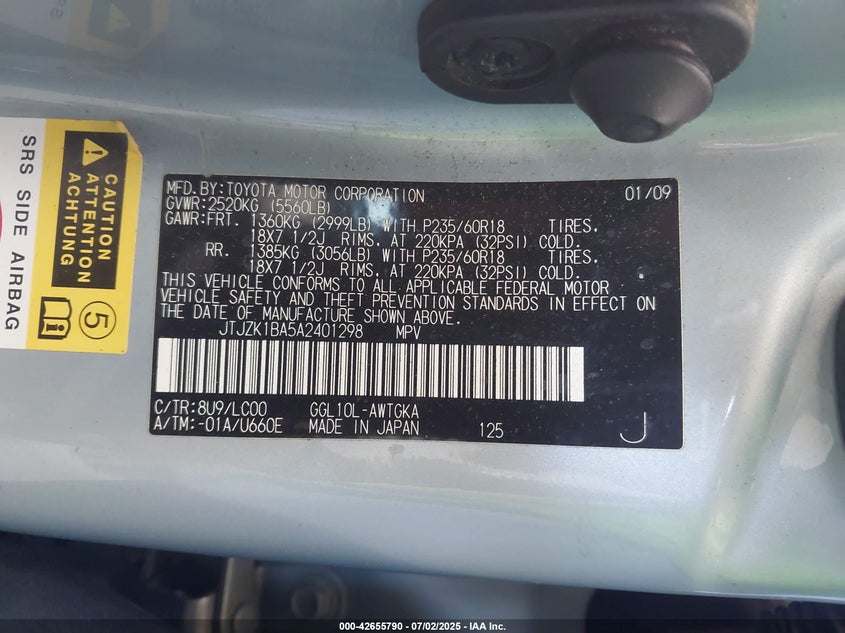 CAUTION
ATTENTION
ACHTUNG
SRS SIDE AIRBAG
5
MFD.BY:TOYOTA MOTOR CORPORATION 01/09
GVWR:2520KG (5560LB)
GAWR:FRT. 1360KG (2999LB) WITH P235/60R18 TIRES,
18X7 1/2J RIMS, AT 220KPA (32PSI) COLD.
RR. 1385KG (3056LB) WITH P235/60R18 TIRES,
18X7 1/2J RIMS, AT 220KPA (32PSI) COLD.
THIS VEHICLE CONFORMS TO ALL APPLICABLE FEDERAL MOTOR
VEHICLE SAFETY AND THEFT PREVENTION STANDARDS IN EFFECT ON
THE DATE OF MANUFACTURE SHOWN ABOVE.
JTJZK1BA5A2401298 MPV
C/TR:8U9/LC00 GGL10L-AWTGKA
A/TM:-01A/U660E MADE IN JAPAN 125 J
000-42655790 - 07/02/2025 - IAA Inc.